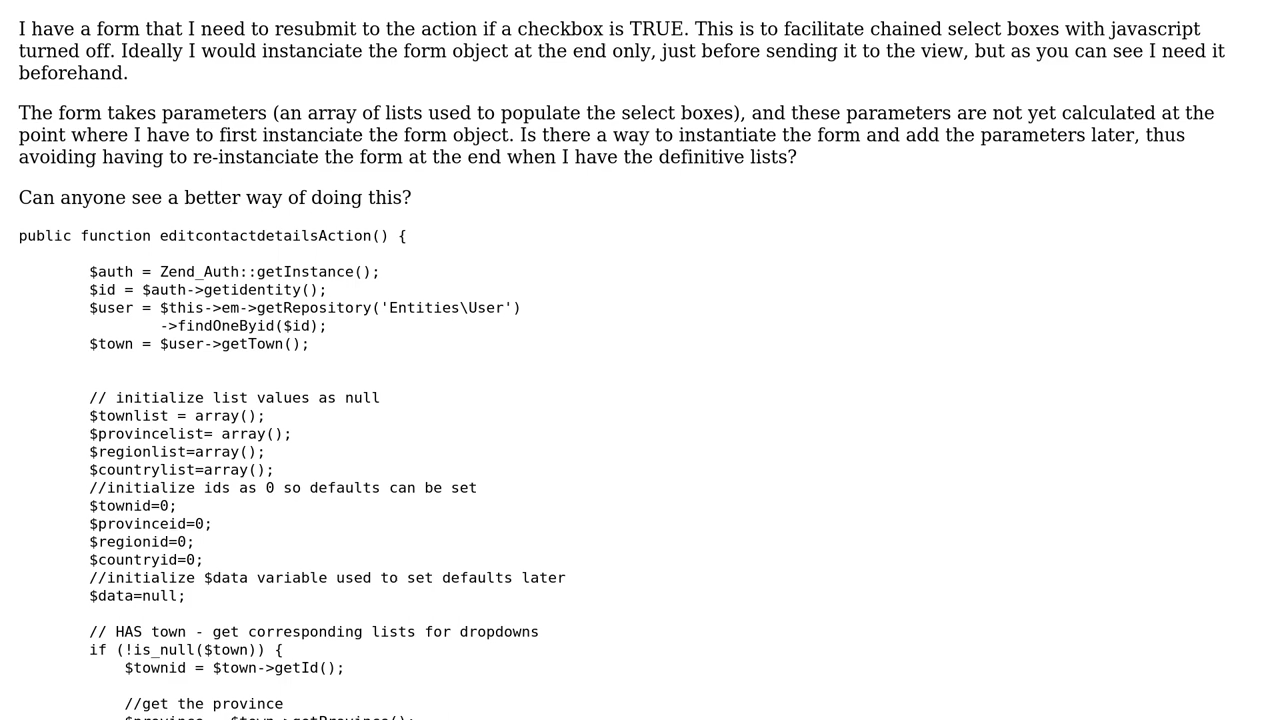 I have a form that I need to resubmit to the action if a checkbox is TRUE. This is to facilitate chained select boxes with javascript
turned off. Ideally I would instanciate the form object at the end only, just before sending it to the view, but as you can see I need it
beforehand.
The form takes parameters (an array of lists used to populate the select boxes), and these parameters are not yet calculated at the
point where I have to first instanciate the form object. Is there a way to instantiate the form and add the parameters later, thus
avoiding having to re-instanciate the form at the end when I have the definitive lists?
Can anyone see a better way of doing this?
public function editcontactdetailsAction() {
$auth = Zend_Auth::getInstance();
$id = $auth->getidentity();
$user = $this->em->getRepository('Entities\User')
->findOneByid($id);
$town = $user->getTown();
// initialize list values as null
$townlist = array();
$provincelist= array();
$regionlist=array();
$countrylist=array();
//initialize ids as 0 so defaults can be set
$townid=0;
$provinceid=0;
$regionid=0;
$countryid=0;
//initialize $data variable used to set defaults later
$data=null;
// HAS town - get corresponding lists for dropdowns
if (!is_null($town)) {
$townid = $town->getId();
//get the province